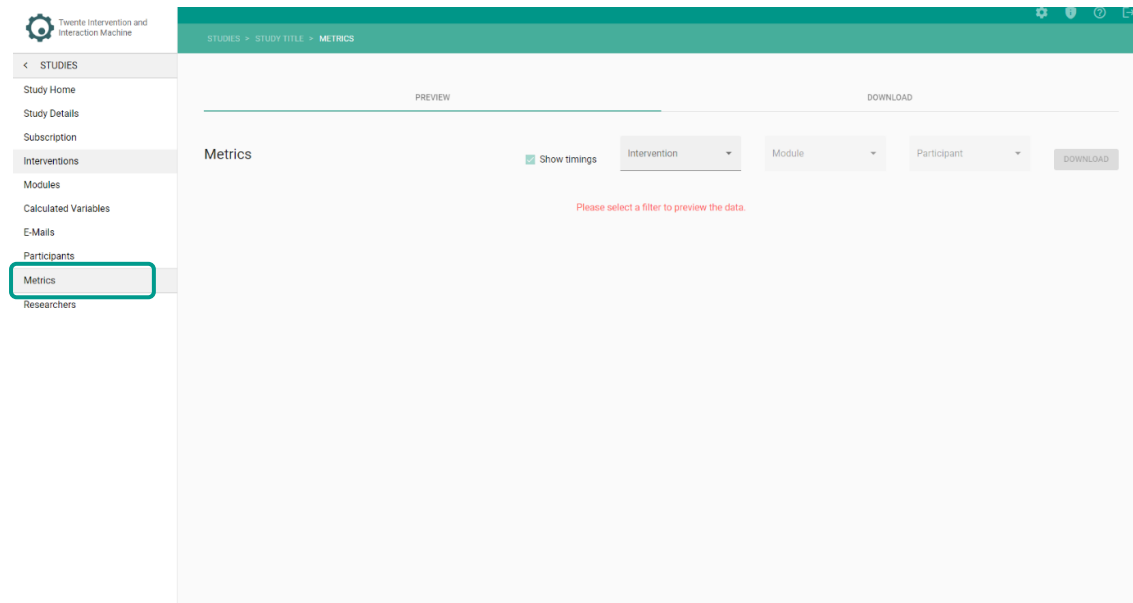 Twente Intervention and
Interaction Machine
STUDIES > STUDY TITLE > METRICS
< STUDIES
Study Home
Study Details
Subscription
Interventions
Modules
Calculated Variables
E-Mails
Participants
Metrics
Researchers
PREVIEW DOWNLOAD
Metrics Show timings Intervention Module Participant DOWNLOAD
Please select a filter to preview the data.